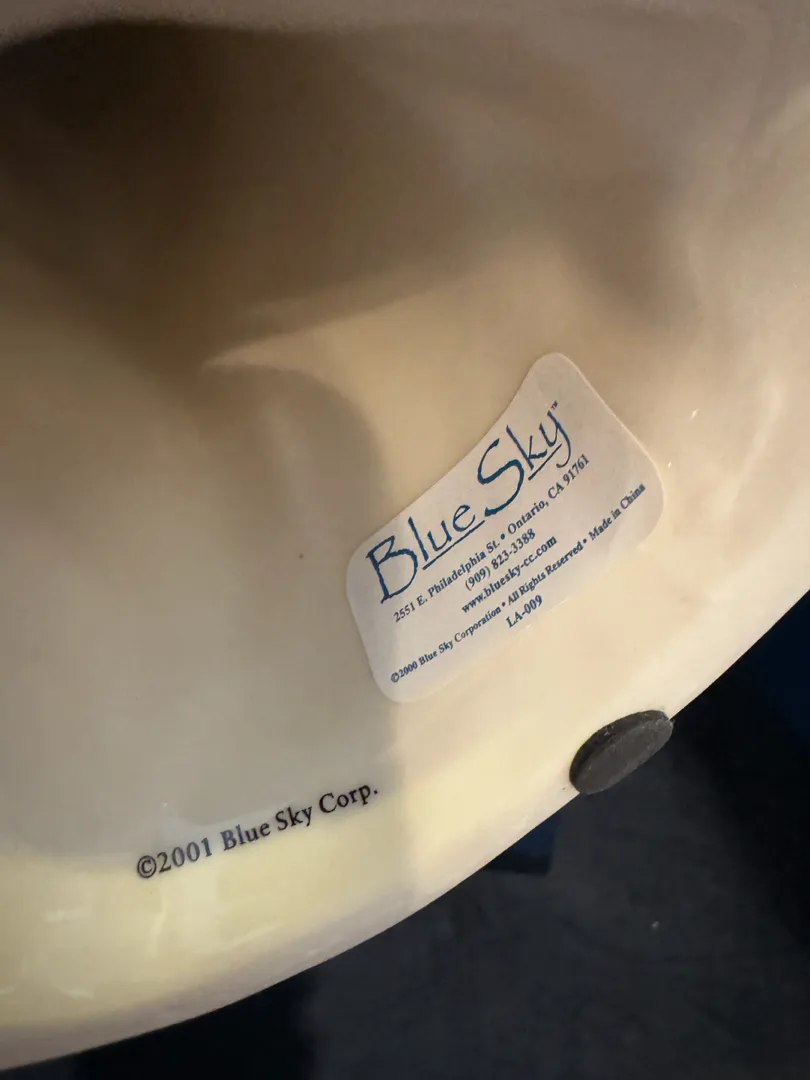 Blue Sky™
2551 E. Philadelphia St. • Ontario, CA 91761
(909) 823-3388
www.bluesky-cc.com
©2000 Blue Sky Corporation • All Rights Reserved • Made in China
LA-009
©2001 Blue Sky Corp.